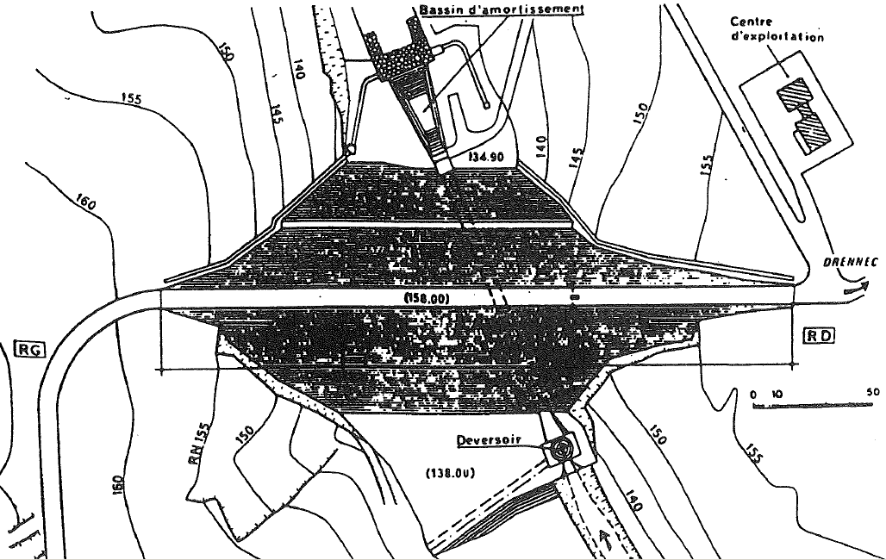 Bassin d'amortissement
Centre
d'exploitation
150
140
155
145
160
134.90
140
145
150
155
DRENNEC
(158.00)
RG
RD
0 10 50
RN 155
150
160
Deversoir
(138.00)
140
150
155